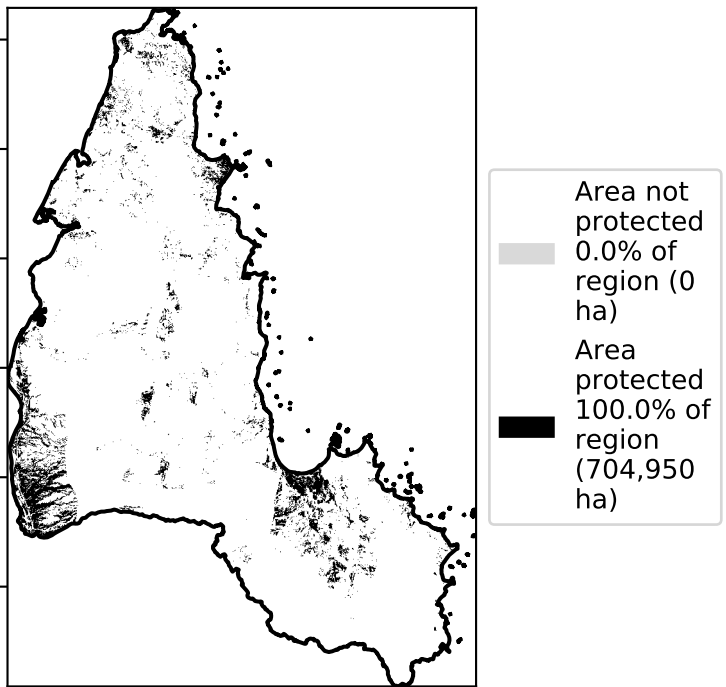 Area not
protected
0.0% of
region (0
ha)
Area
protected
100.0% of
region
(704,950
ha)